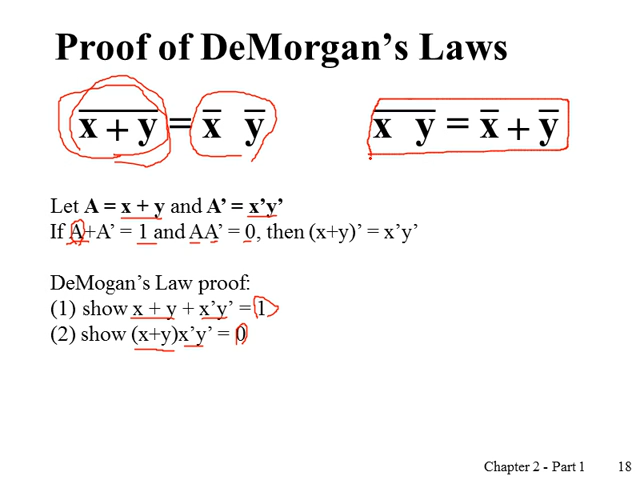 Proof of DeMorgan's Laws
x̅ ̅+̅ ̅y̅ = x̅ y̅
x̅ ̅y̅ = x̅ + y̅
Let A = x + y and A' = x'y'
If A+A' = 1 and AA' = 0, then (x+y)' = x'y'
DeMogan's Law proof:
(1) show x + y + x'y' = 1
(2) show (x+y)x'y' = 0
Chapter 2 - Part 1 18